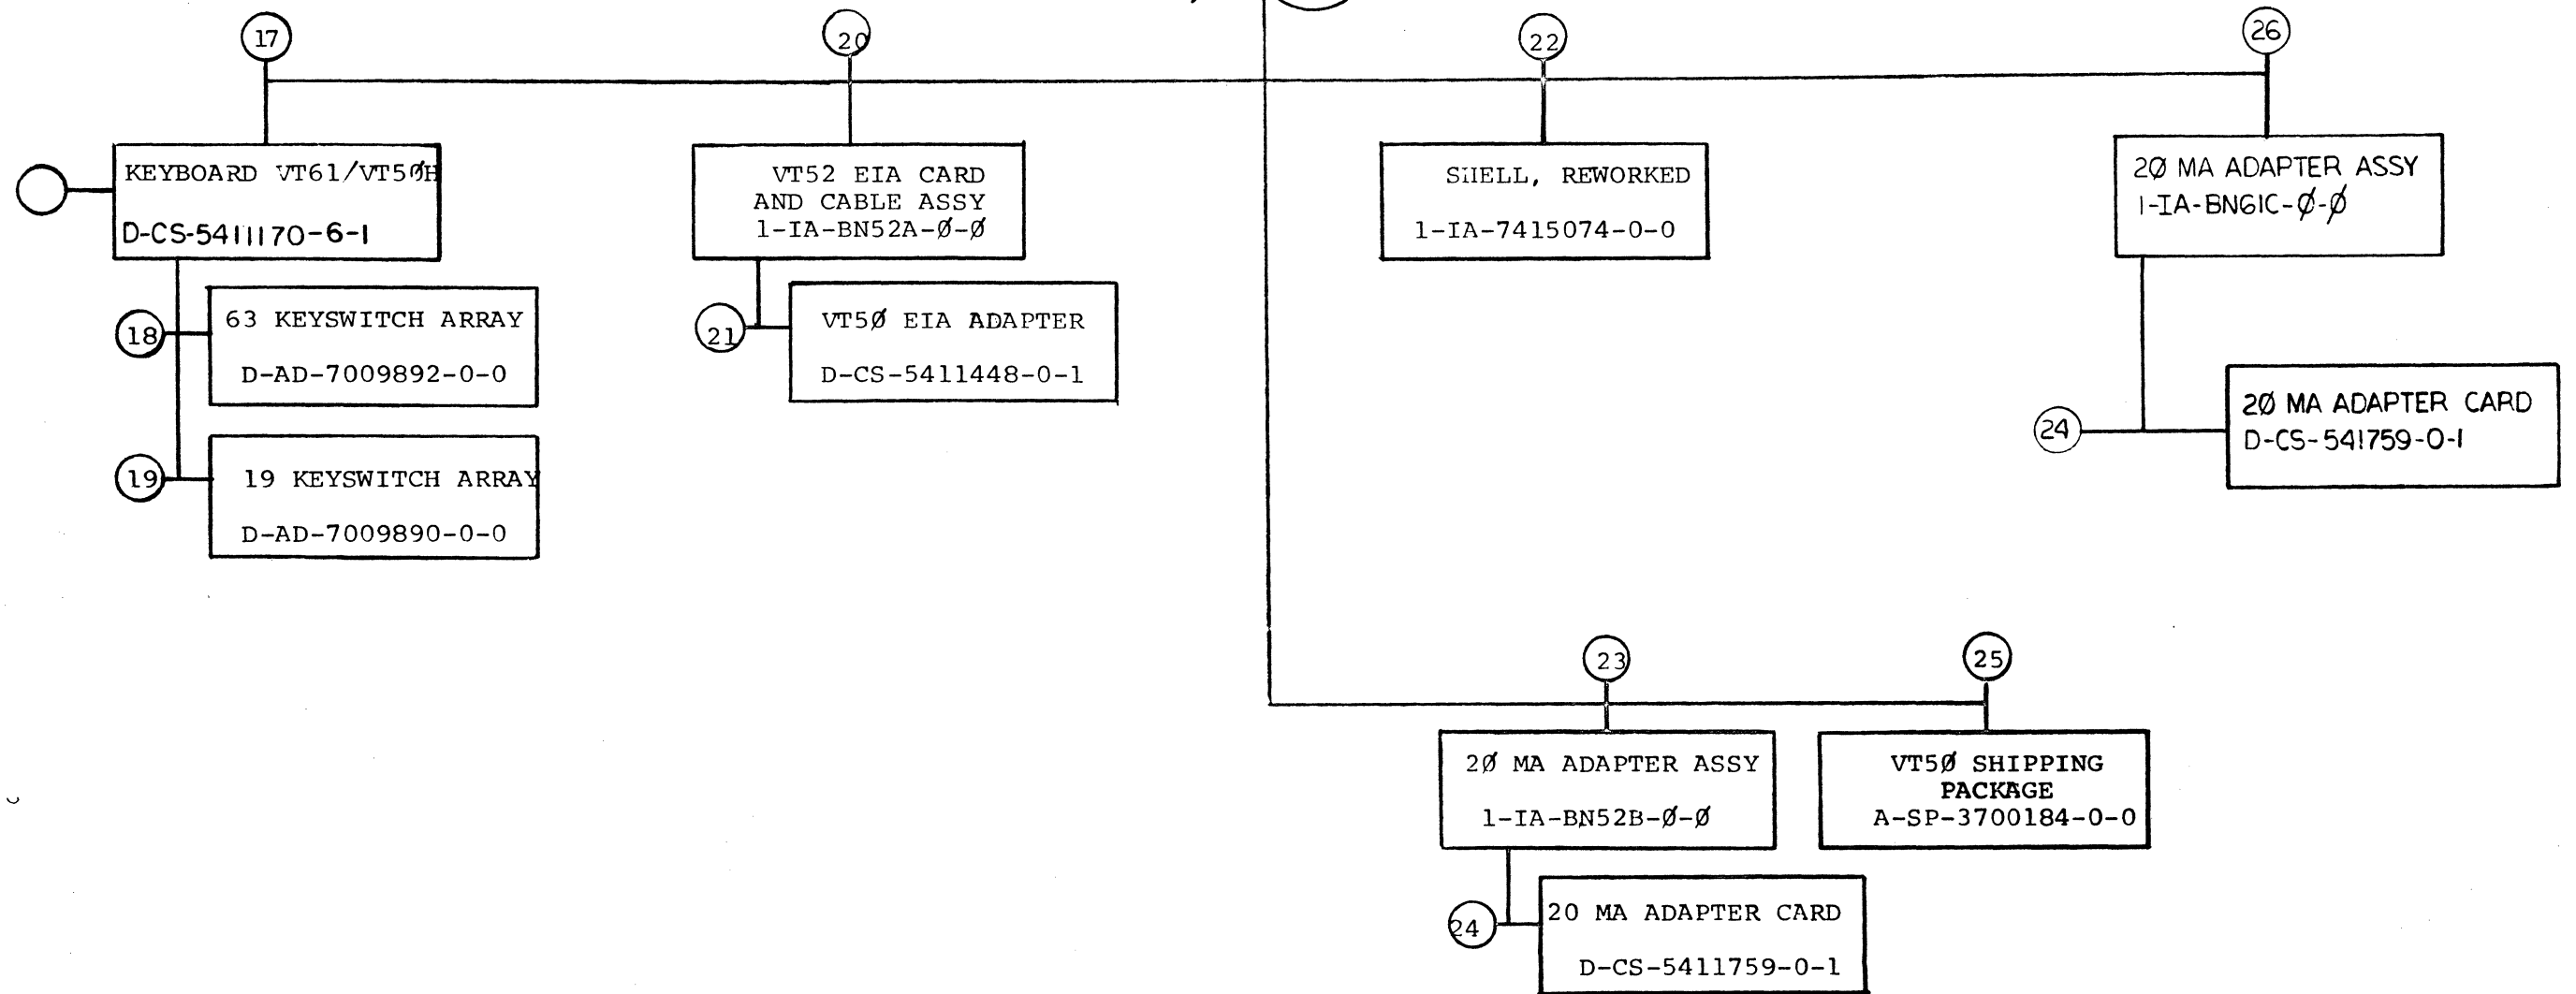 17
20
22
26
KEYBOARD VT61/VT5ØH
D-CS-5411170-6-1
VT52 EIA CARD
AND CABLE ASSY
1-IA-BN52A-Ø-Ø
SHELL, REWORKED
1-IA-7415074-0-0
2Ø MA ADAPTER ASSY
1-IA-BN61C-Ø-Ø
18
63 KEYSWITCH ARRAY
D-AD-7009892-0-0
21
VT5Ø EIA ADAPTER
D-CS-5411448-0-1
24
2Ø MA ADAPTER CARD
D-CS-541759-0-1
19
19 KEYSWITCH ARRAY
D-AD-7009890-0-0
23
25
2Ø MA ADAPTER ASSY
1-IA-BN52B-Ø-Ø
VT5Ø SHIPPING
PACKAGE
A-SP-3700184-0-0
24
20 MA ADAPTER CARD
D-CS-5411759-0-1